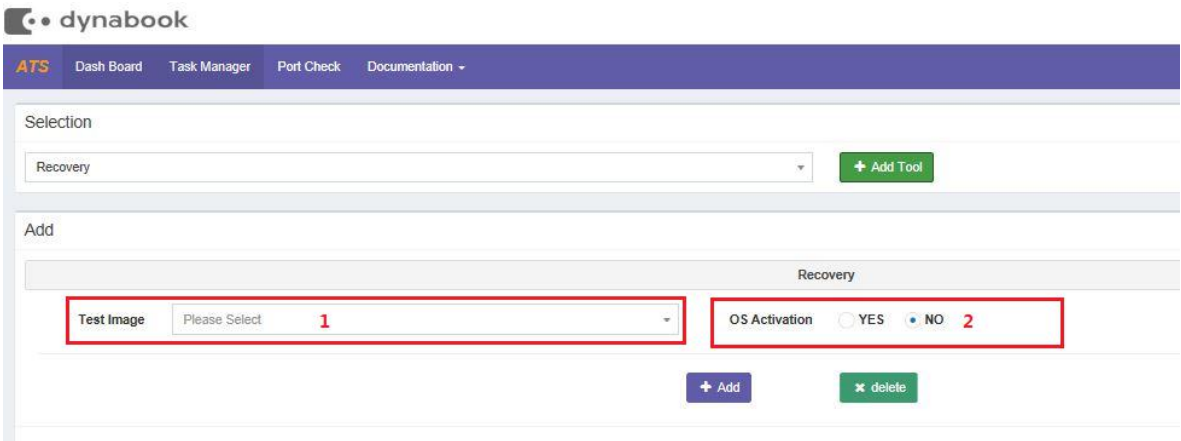 dynabook
ATS Dash Board Task Manager Port Check Documentation
Selection
Recovery + Add Tool
Add
Recovery
Test Image Please Select 1 OS Activation YES NO 2
+ Add × delete